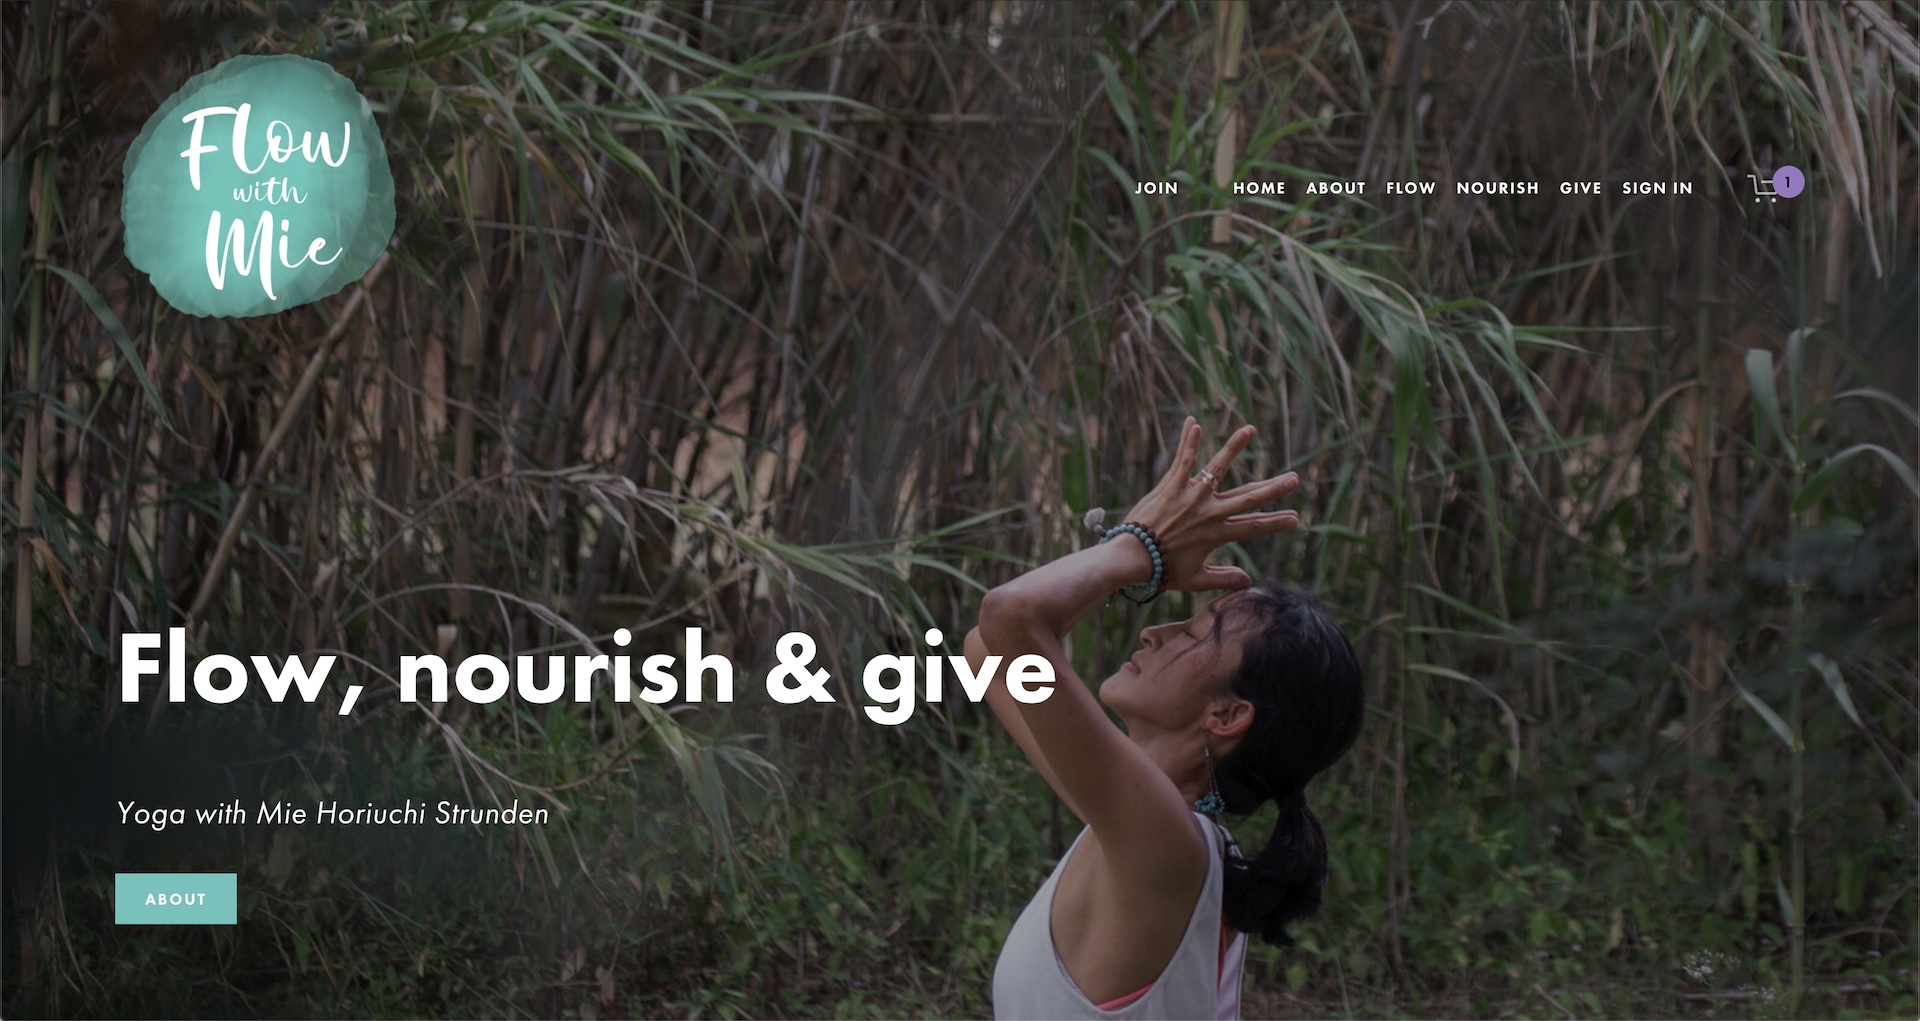 Flow
with
Mie
JOIN HOME ABOUT FLOW NOURISH GIVE SIGN IN 1
Flow, nourish & give
Yoga with Mie Horiuchi Strunden
ABOUT